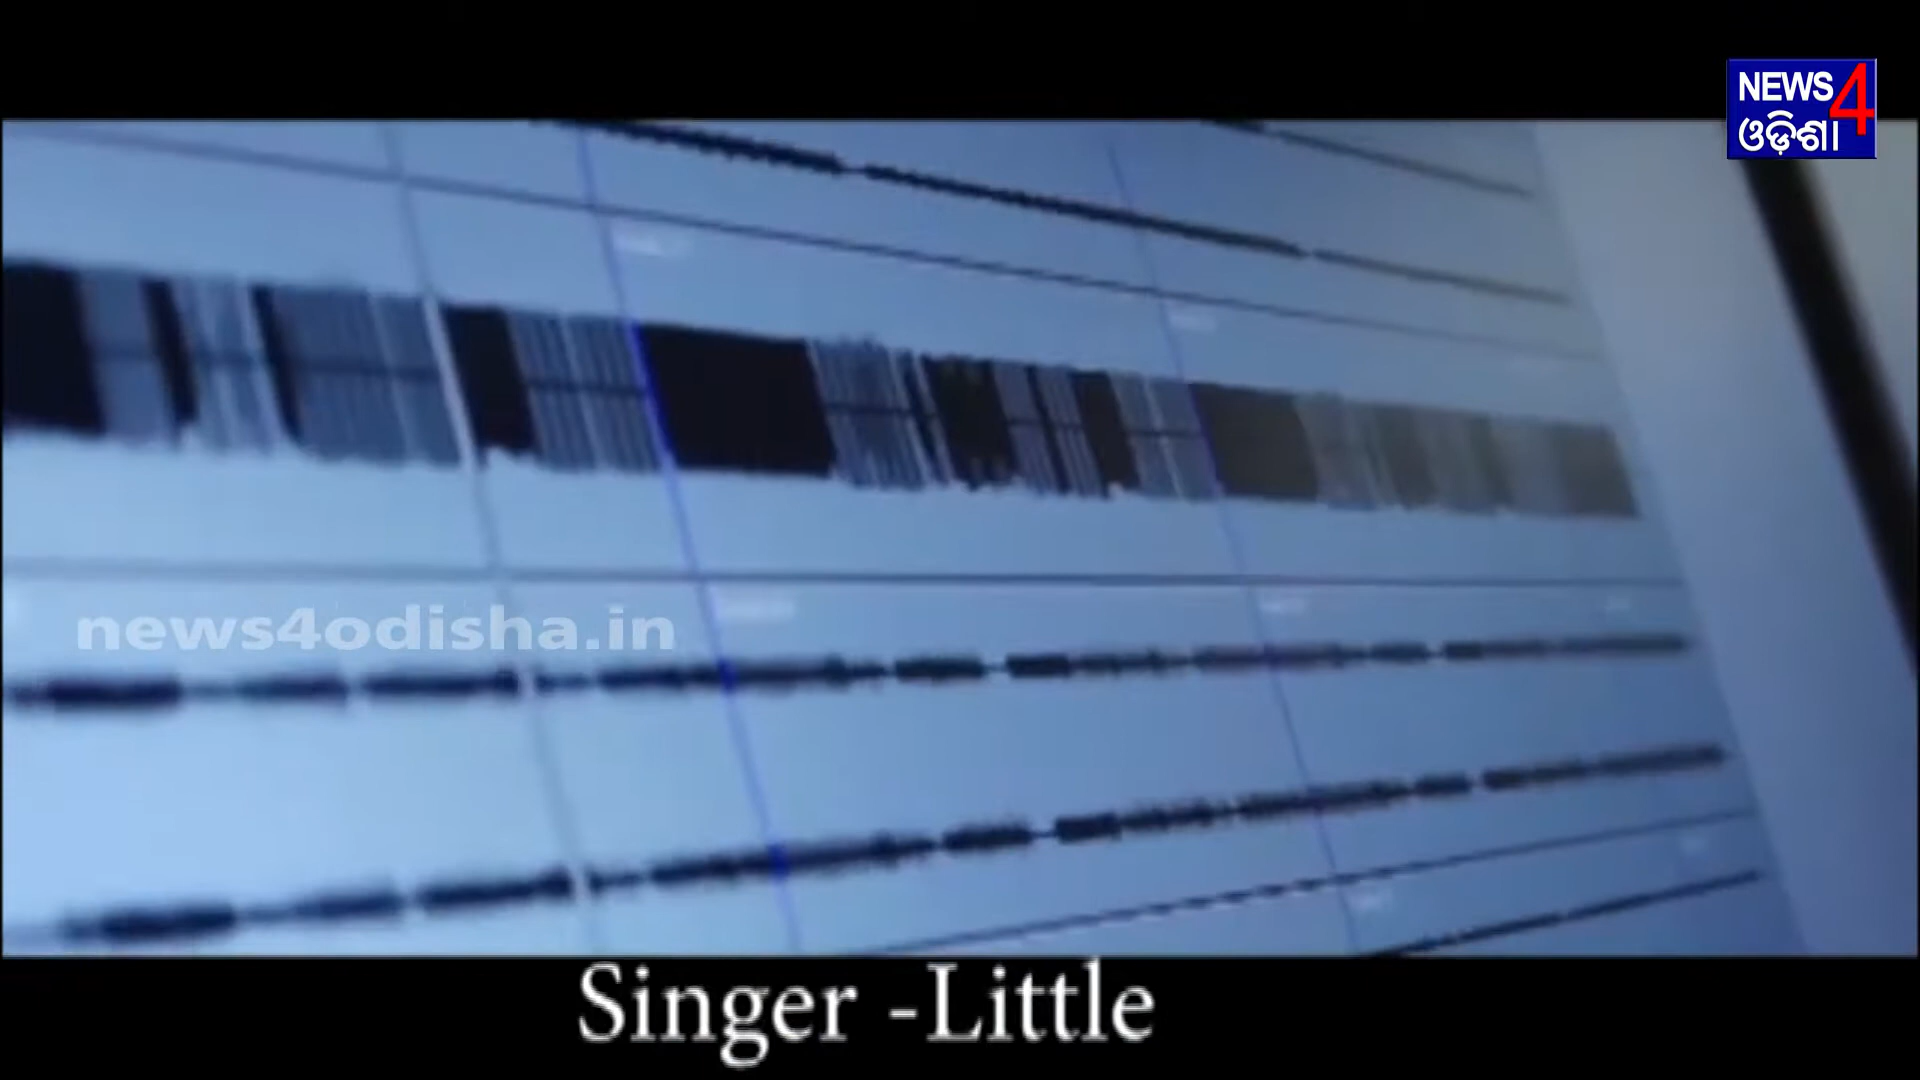 NEWS4
ଓଡ଼ିଶା
news4odisha.in
Singer -Little